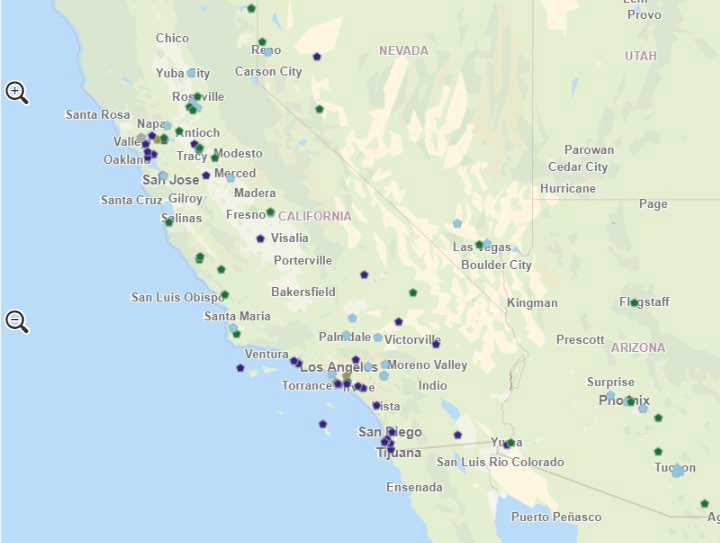 Provo
Chico
Reno
NEVADA
UTAH
Carson City
Yuba City
Roseville
Santa Rosa
Napa
Antioch
Parowan
Oakland
Tracy
Modesto
Cedar City
San Jose
Merced
Hurricane
Madera
Santa Cruz
Gilroy
Page
Salinas
Fresno
CALIFORNIA
Visalia
Las Vegas
Porterville
Boulder City
Bakersfield
San Luis Obispo
Kingman
Flagstaff
Santa Maria
Palmdale
Victorville
Prescott
ARIZONA
Ventura
Los Angeles
Moreno Valley
Torrance
Irvine
Indio
Surprise
Phoenix
Vista
San Diego
Yuma
Tijuana
San Luis Río Colorado
Tucson
Ensenada
Puerto Peñasco